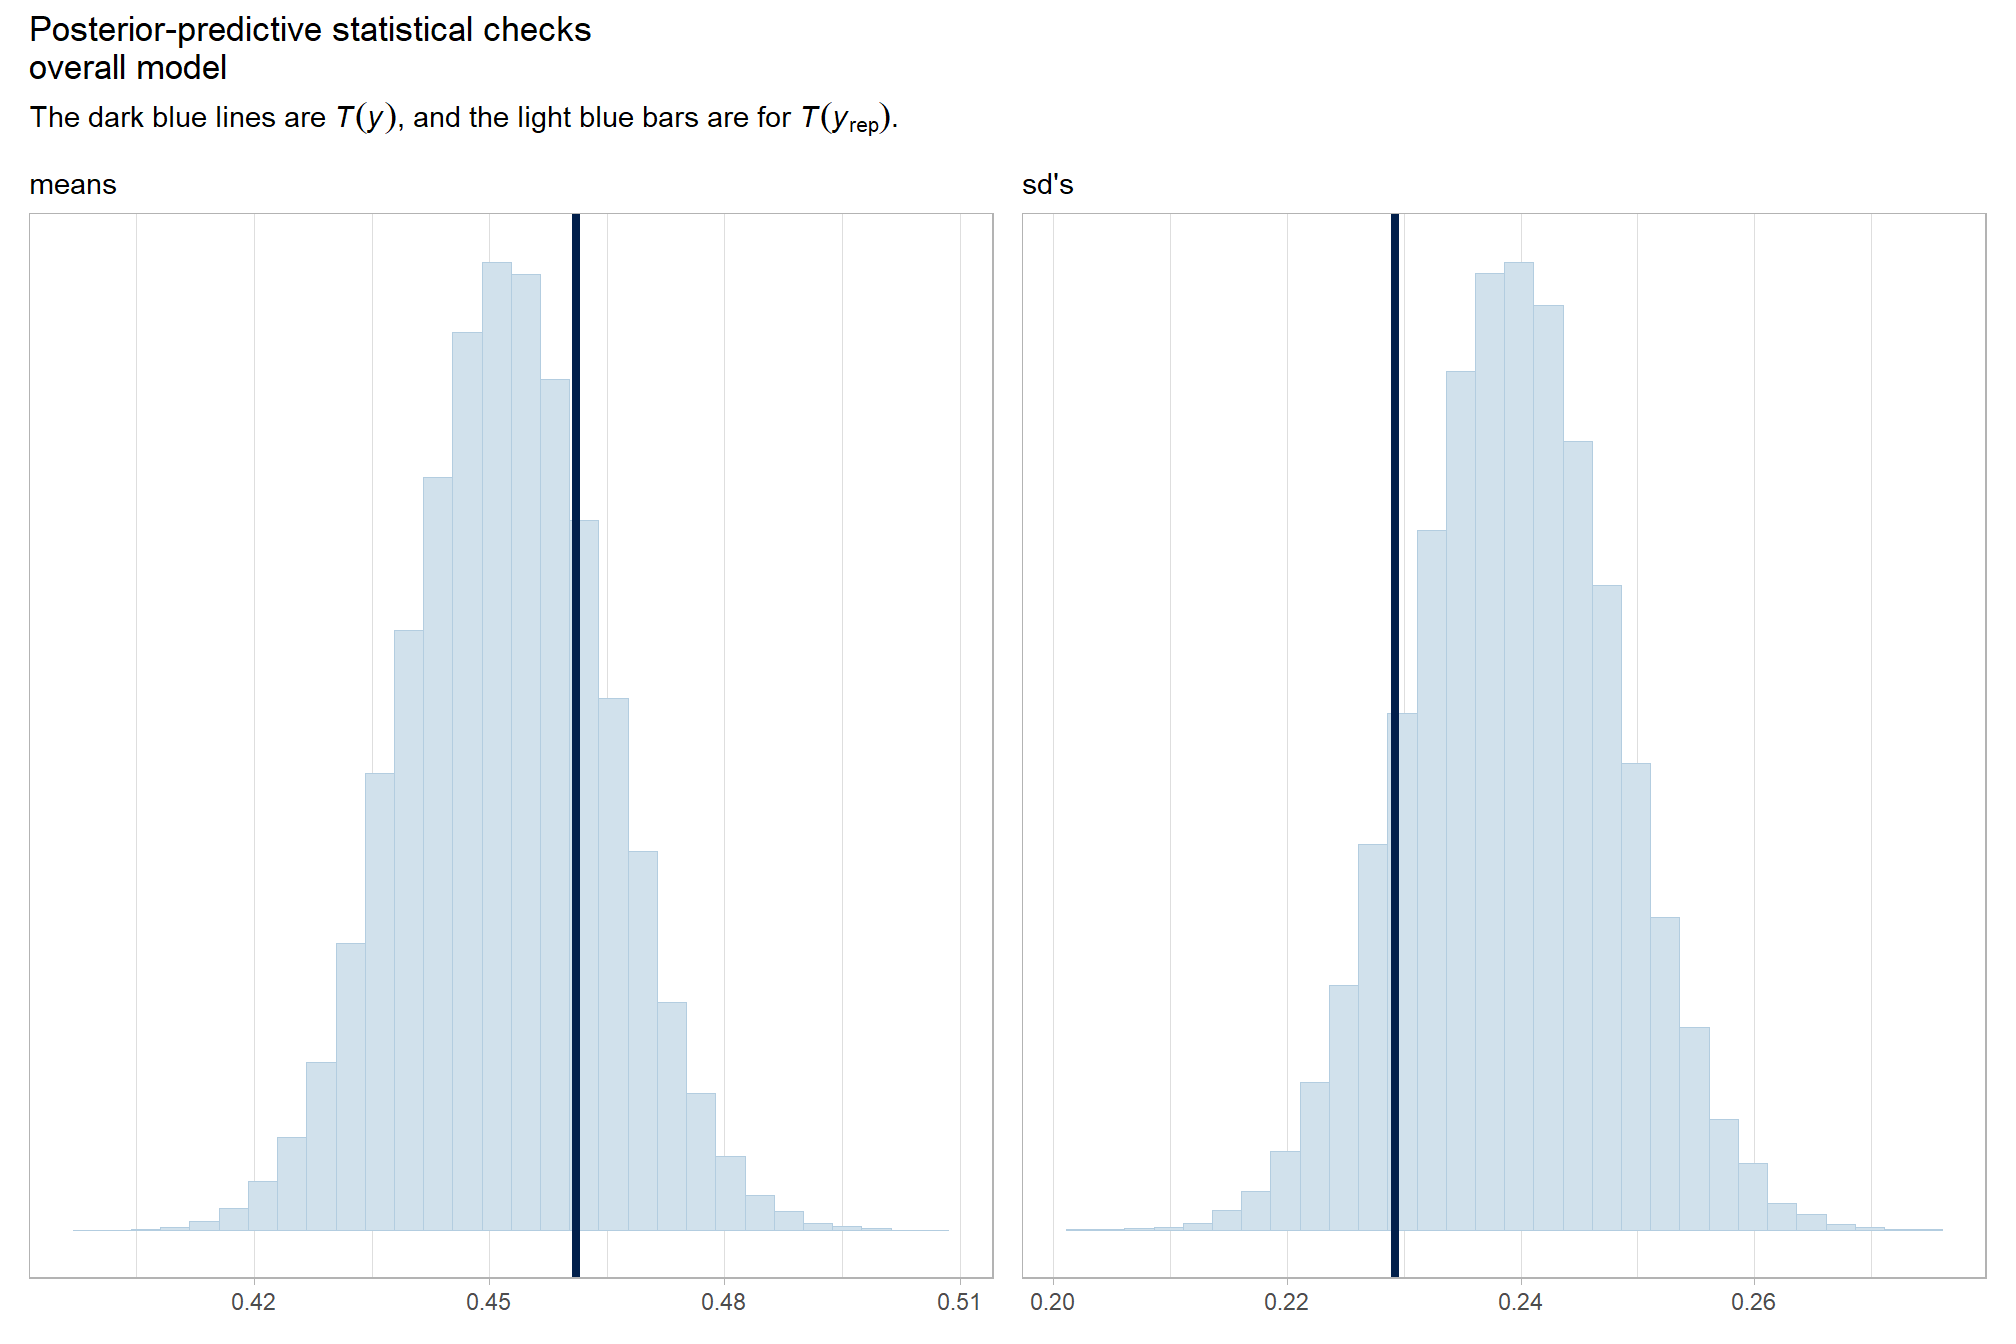 Posterior-predictive statistical checks
overall model
The dark blue lines are T(y), and the light blue bars are for T(y_rep).
means
sd's
0.42 0.45 0.48 0.51
0.20 0.22 0.24 0.26